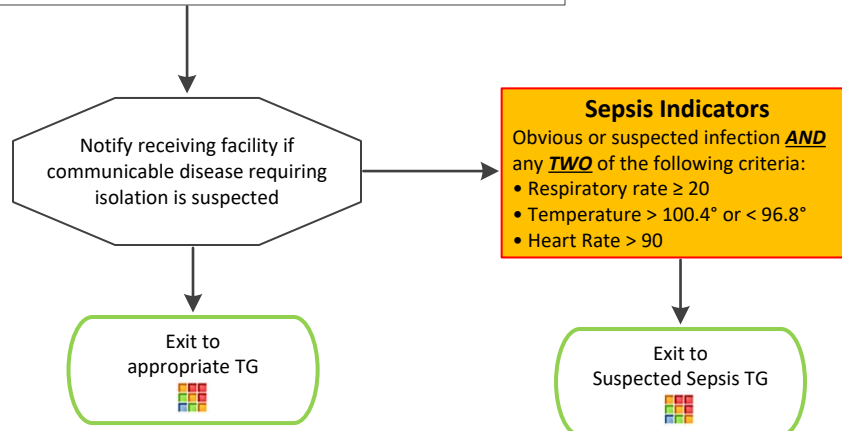 Notify receiving facility if
communicable disease requiring
isolation is suspected
Sepsis Indicators
Obvious or suspected infection AND
any TWO of the following criteria:
• Respiratory rate ≥ 20
• Temperature > 100.4° or < 96.8°
• Heart Rate > 90
Exit to
appropriate TG
Exit to
Suspected Sepsis TG